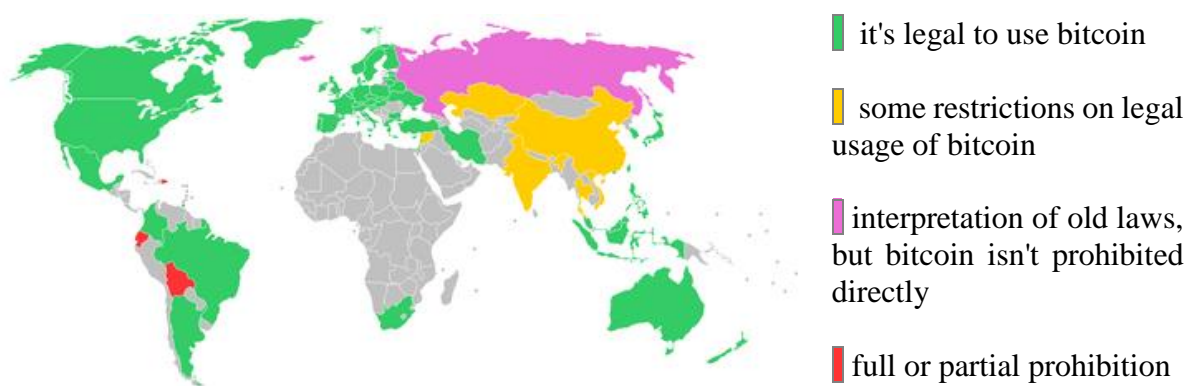 it's legal to use bitcoin
some restrictions on legal
usage of bitcoin
interpretation of old laws,
but bitcoin isn't prohibited
directly
full or partial prohibition